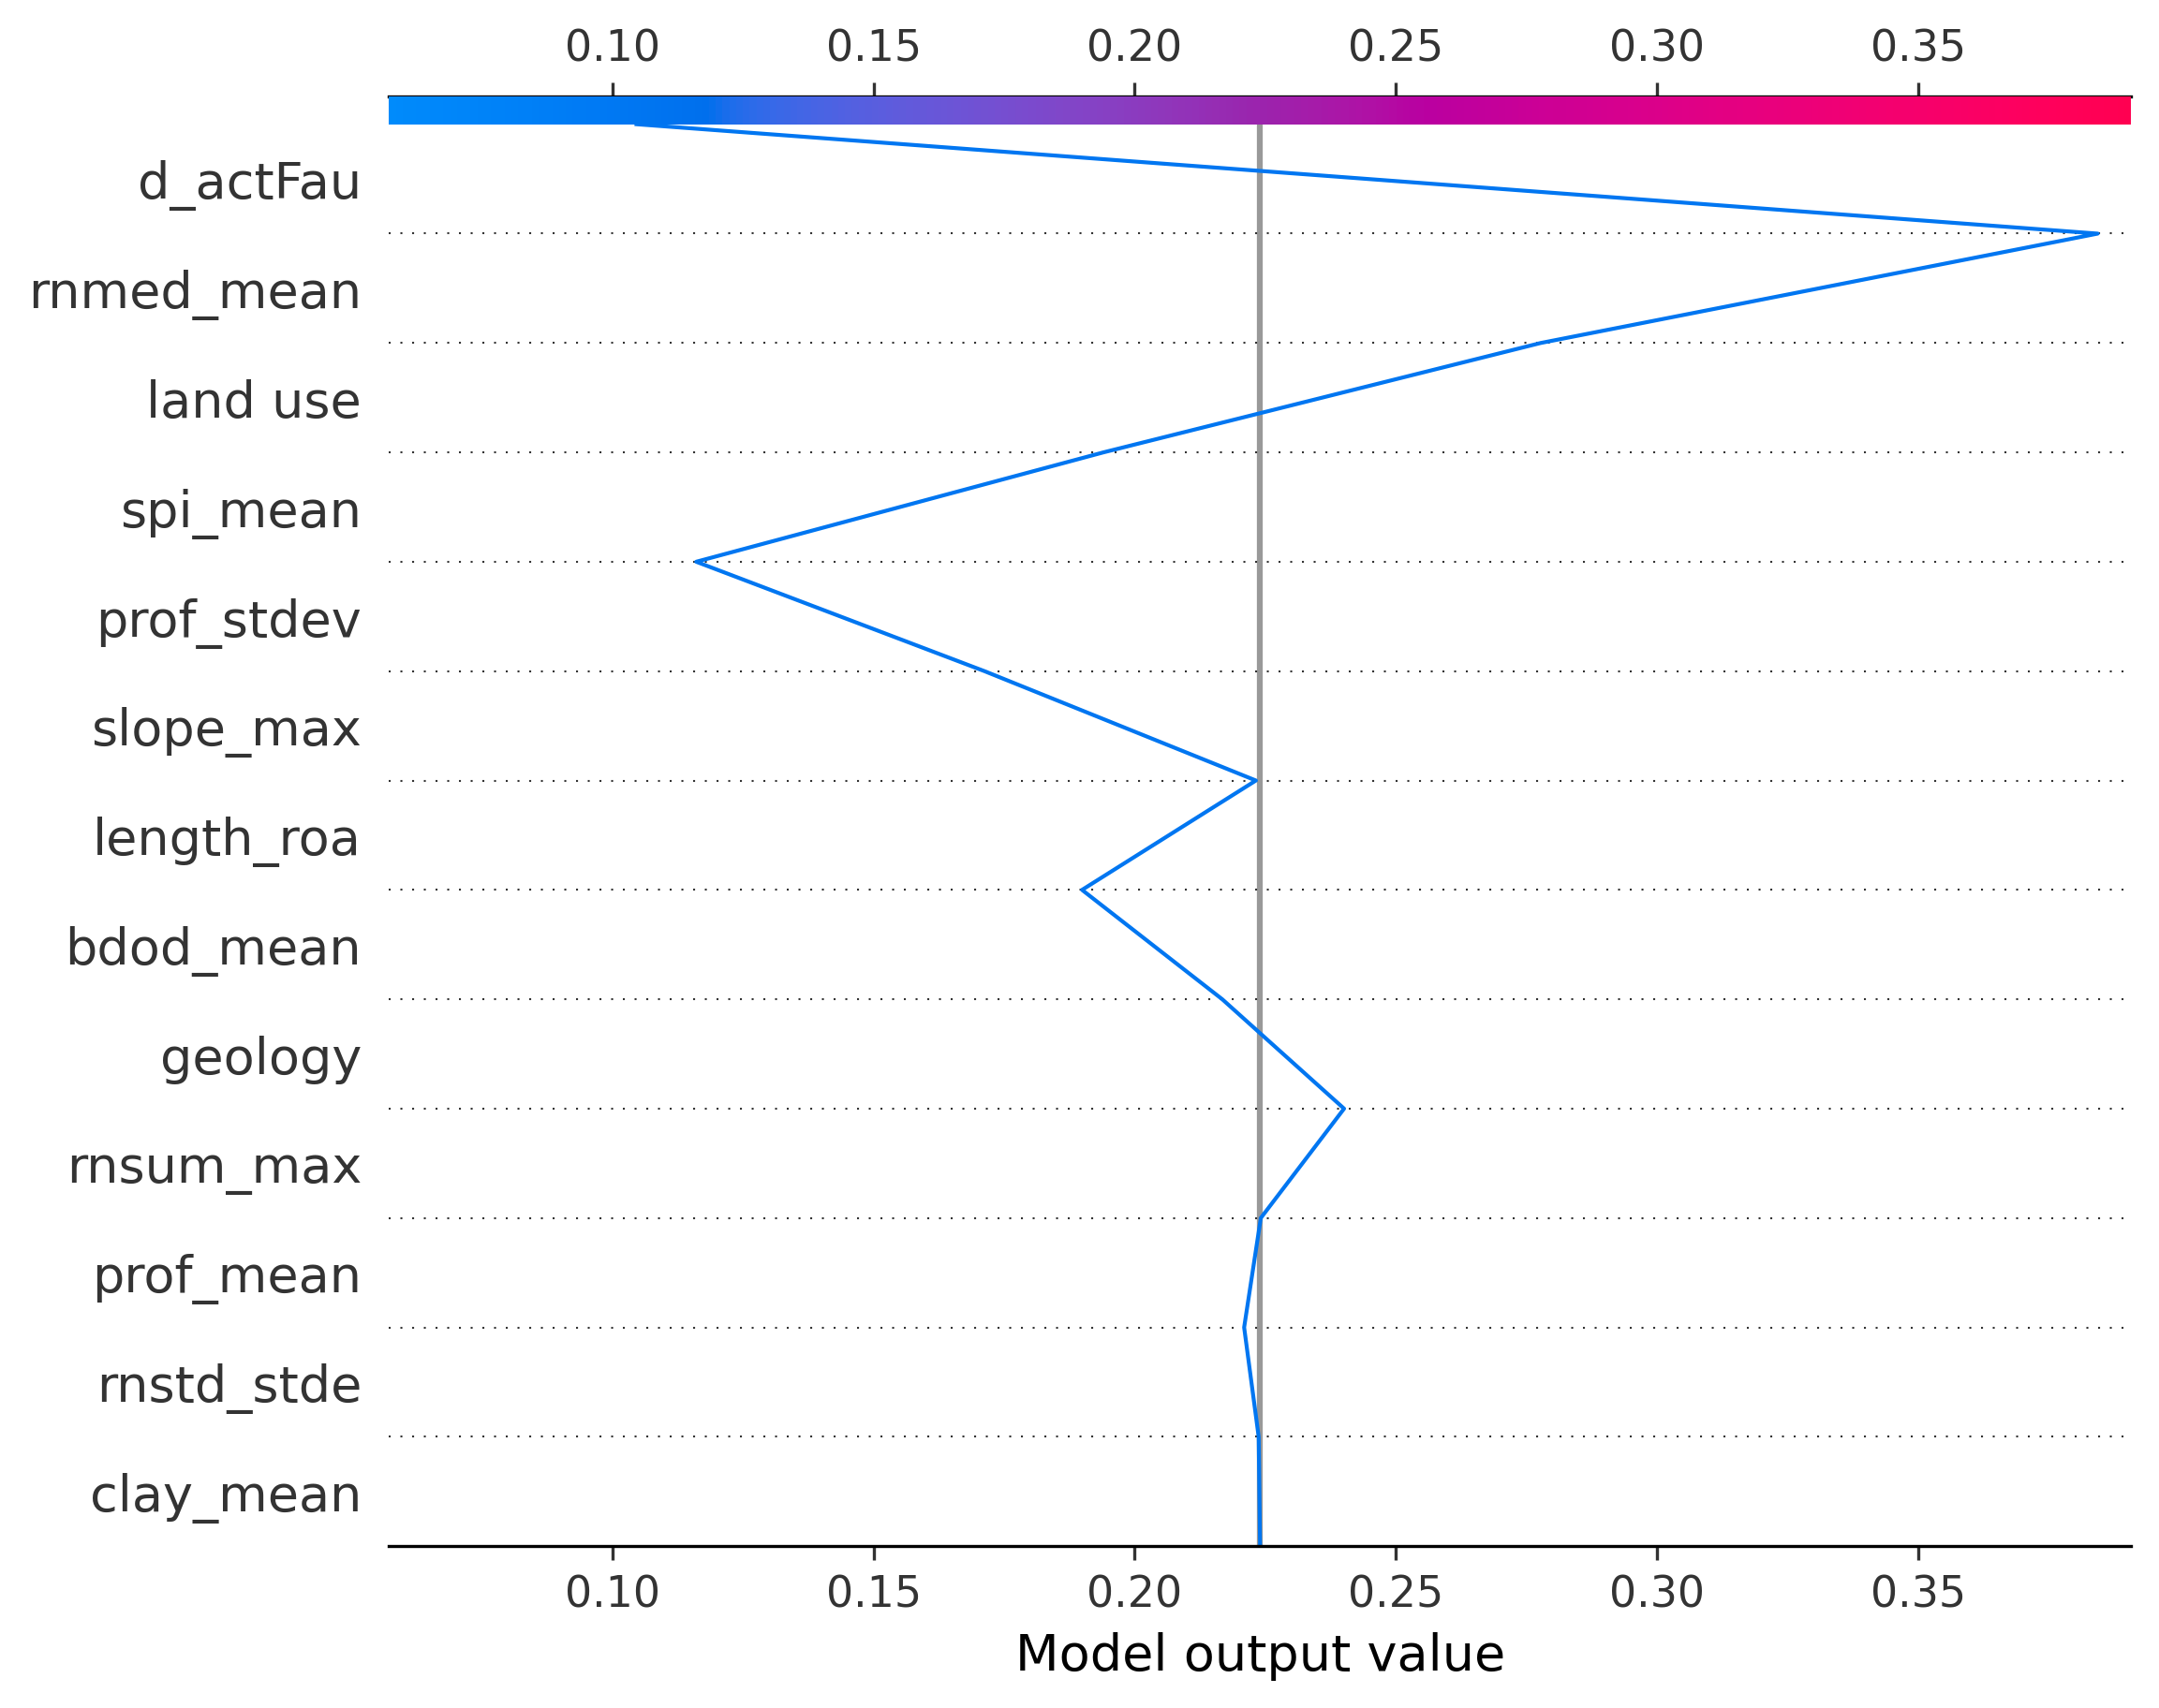 0.10 0.15 0.20 0.25 0.30 0.35
d_actFau
rnmed_mean
land use
spi_mean
prof_stdev
slope_max
length_roa
bdod_mean
geology
rnsum_max
prof_mean
rnstd_stde
clay_mean
0.10 0.15 0.20 0.25 0.30 0.35
Model output value